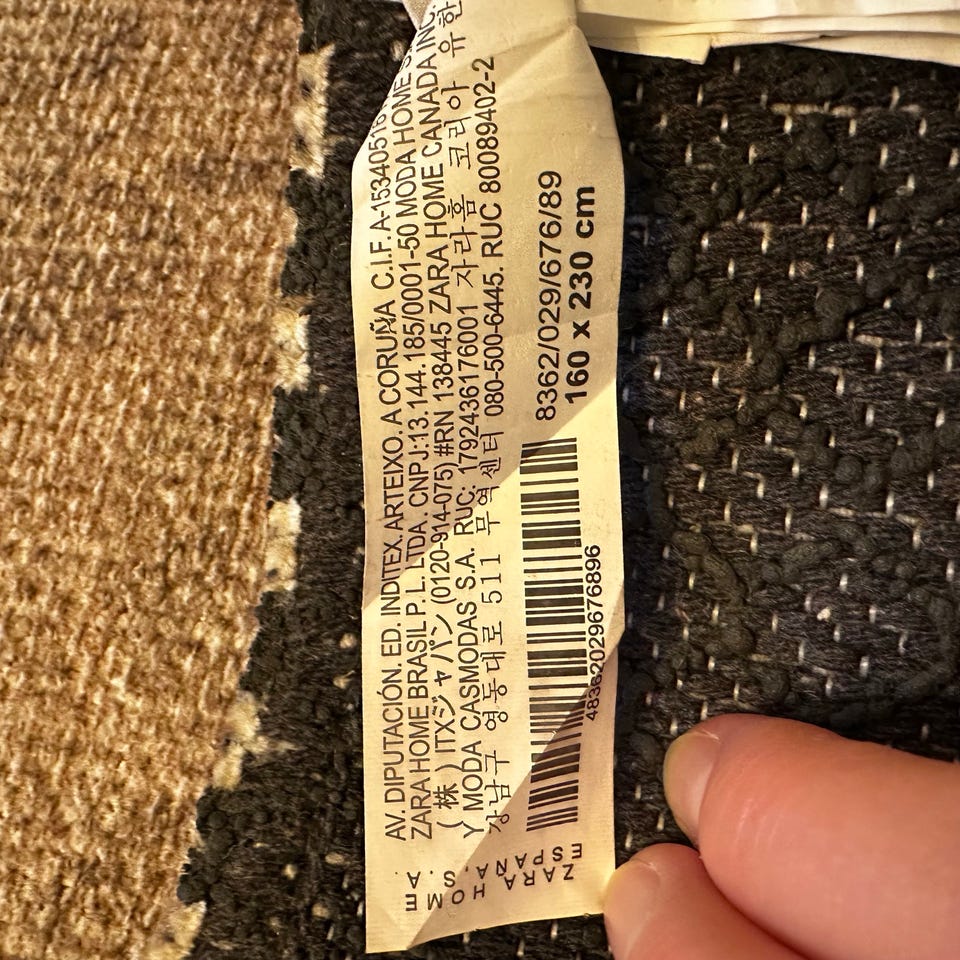 AV. DIPUTACIÓN. ED. INDITEX. ARTEIXO. A CORUÑA C.I.F. A-15340516
ZARA HOME BRASIL P. L. LTDA. CNPJ:13.144.185/0001-50 MODA HOME
(株) ITXジャパン (0120-914-075) #RN 138445 ZARA HOME CANADA INC.
Y MODA CASMODAS S.A. RUC: 1792436176001 자라홈 코리아 유한
강남구 영동대로 511 무역센터 080-500-6445. RUC 80089402-2
8362/029/676/89
160 x 230 cm
48362029676896
ZARA HOME
ESPAÑA, S.A.